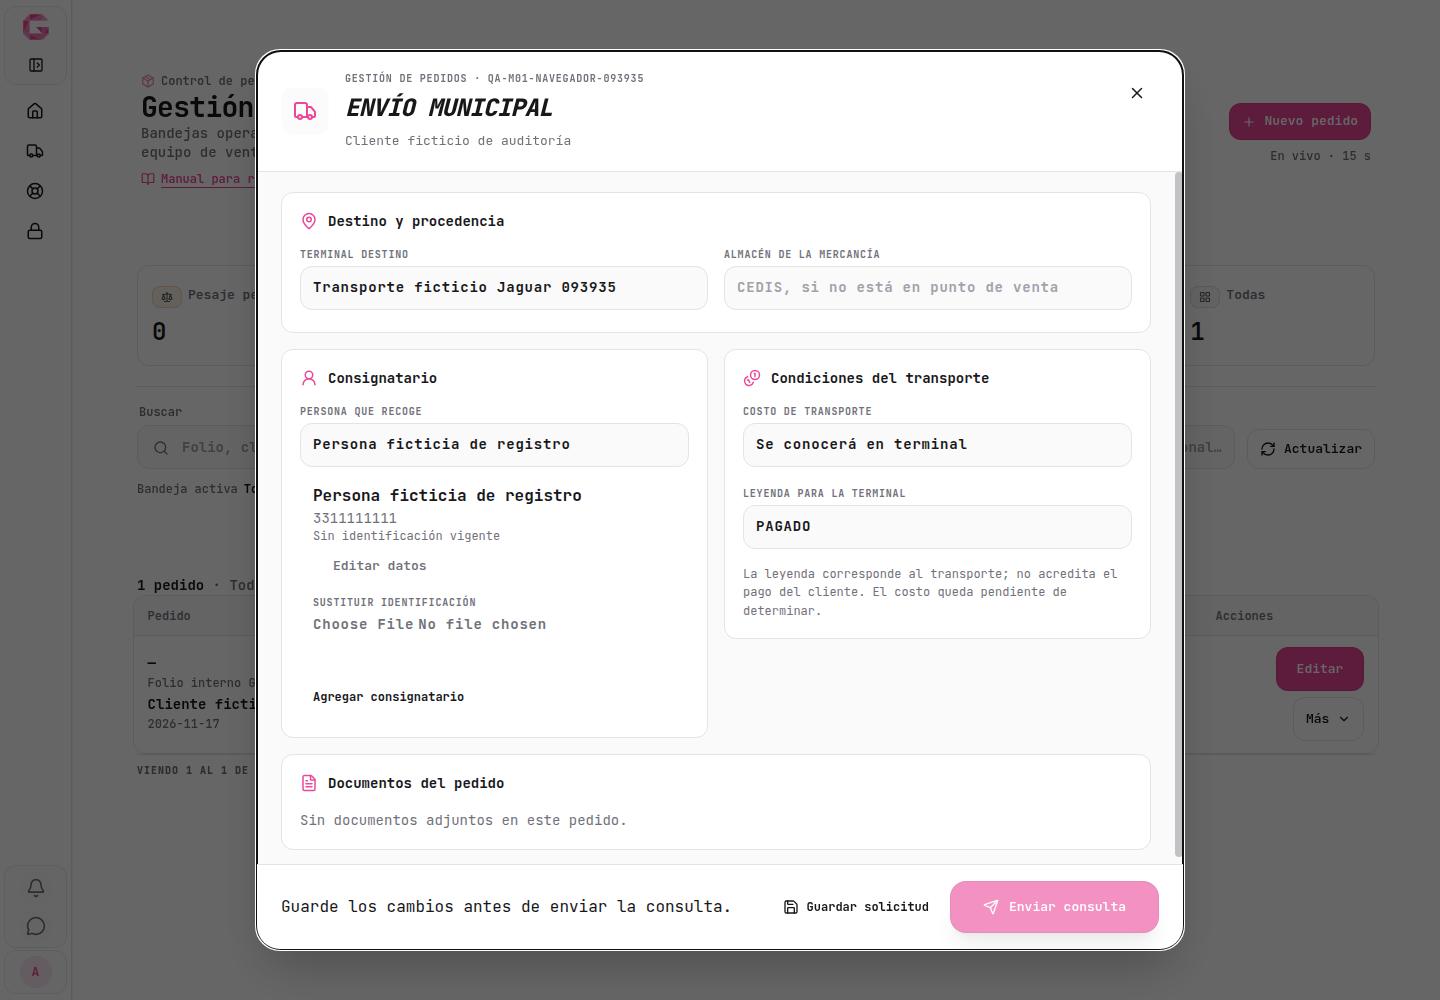 Control de pe
Gestión
Bandejas opera
equipo de vent
Manual para r
Nuevo pedido
En vivo · 15 s
Pesaje pe
0
Todas
1
Buscar
Folio, cl
onal…
Actualizar
Bandeja activa To
1 pedido · Tod
Pedido
Acciones
—
Folio interno G
Cliente ficti
2026-11-17
Editar
Más
VIENDO 1 AL 1 DE
A
GESTIÓN DE PEDIDOS · QA-M01-NAVEGADOR-093935
ENVÍO MUNICIPAL
Cliente ficticio de auditoría
Destino y procedencia
TERMINAL DESTINO
Transporte ficticio Jaguar 093935
ALMACÉN DE LA MERCANCÍA
CEDIS, si no está en punto de venta
Consignatario
PERSONA QUE RECOGE
Persona ficticia de registro
Persona ficticia de registro
3311111111
Sin identificación vigente
Editar datos
SUSTITUIR IDENTIFICACIÓN
Choose File No file chosen
Agregar consignatario
Condiciones del transporte
COSTO DE TRANSPORTE
Se conocerá en terminal
LEYENDA PARA LA TERMINAL
PAGADO
La leyenda corresponde al transporte; no acredita el
pago del cliente. El costo queda pendiente de
determinar.
Documentos del pedido
Sin documentos adjuntos en este pedido.
Guarde los cambios antes de enviar la consulta.
Guardar solicitud
Enviar consulta